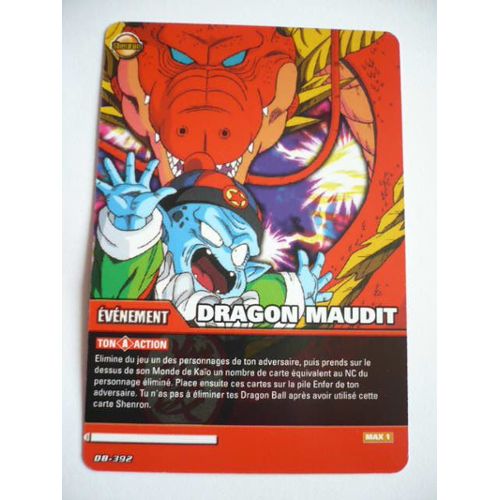 Shenron
ÉVÉNEMENT DRAGON MAUDIT
TON A ACTION
Elimine du jeu un des personnages de ton adversaire, puis prends sur le
dessus de son Monde de Kaïo un nombre de carte équivalent au NC du
personnage éliminé. Place ensuite ces cartes sur la pile Enfer de ton
adversaire. Tu n'as pas à éliminer tes Dragon Ball après avoir utilisé cette
carte Shenron.
MAX 1
DB-392